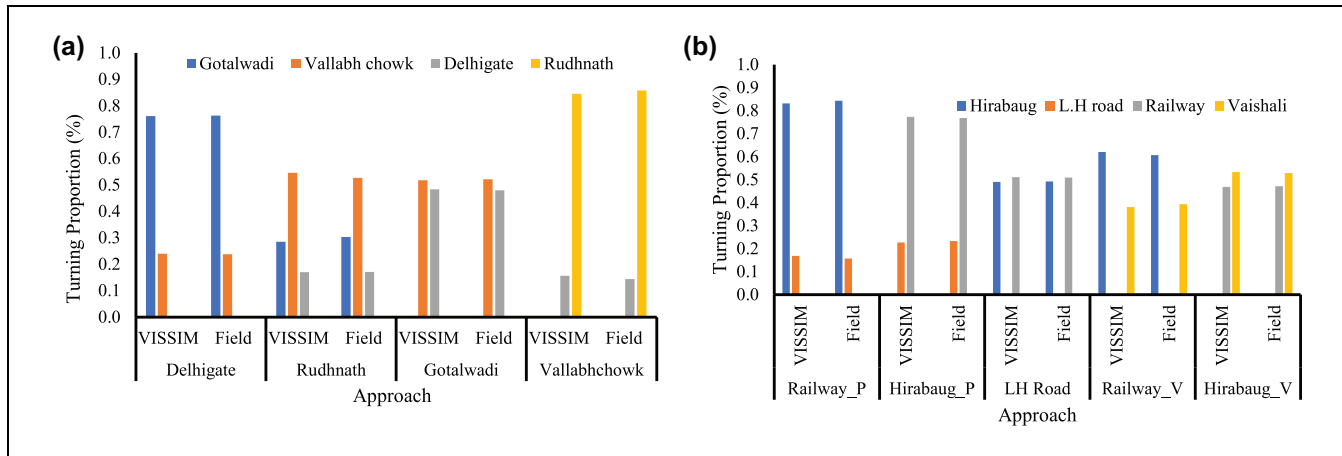 (a)
1.0
0.9
0.8
0.7
0.6
0.5
0.4
0.3
0.2
0.1
0.0
Turning Proportion (%)
Gotalwadi Vallabh chowk Delhigate Rudhnath
VISSIM Field VISSIM Field VISSIM Field VISSIM Field
Delhigate Rudhnath Gotalwadi Vallabhchowk
Approach
(b)
1.0
0.9
0.8
0.7
0.6
0.5
0.4
0.3
0.2
0.1
0.0
Turning Proportion (%)
Hirabaug L.H road Railway Vaishali
VISSIM Field VISSIM Field VISSIM Field VISSIM Field VISSIM Field
Railway_P Hirabaug_P LH Road Railway_V Hirabaug_V
Approach